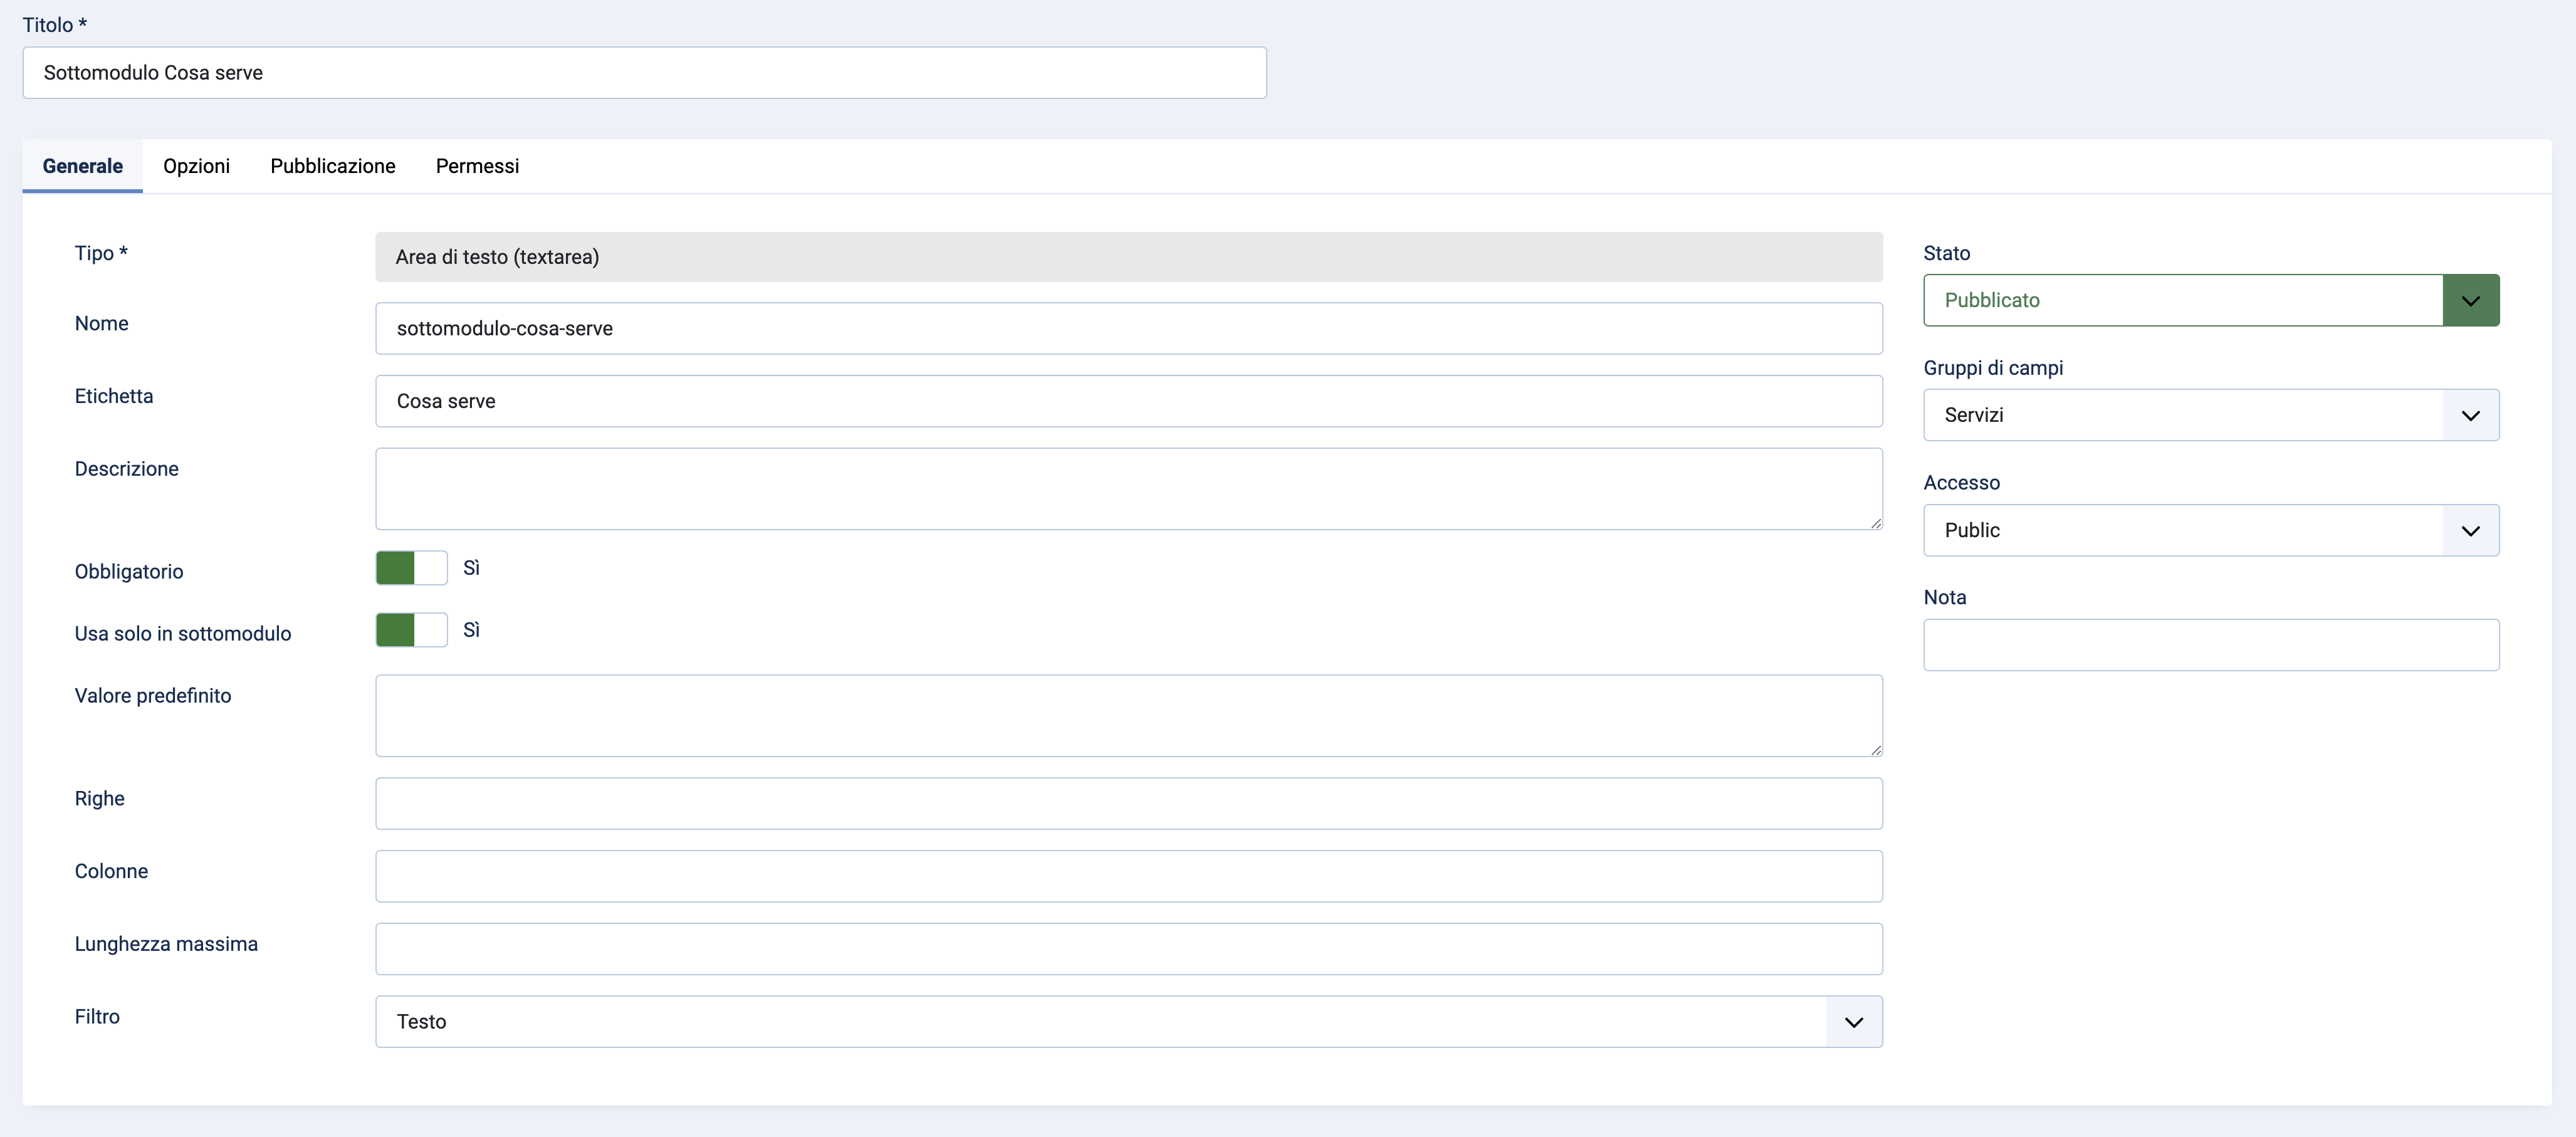 Titolo *
Sottomodulo Cosa serve
Generale Opzioni Pubblicazione Permessi
Tipo *
Area di testo (textarea)
Nome
sottomodulo-cosa-serve
Etichetta
Cosa serve
Descrizione
Obbligatorio
Sì
Usa solo in sottomodulo
Sì
Valore predefinito
Righe
Colonne
Lunghezza massima
Filtro
Testo
Stato
Pubblicato
Gruppi di campi
Servizi
Accesso
Public
Nota